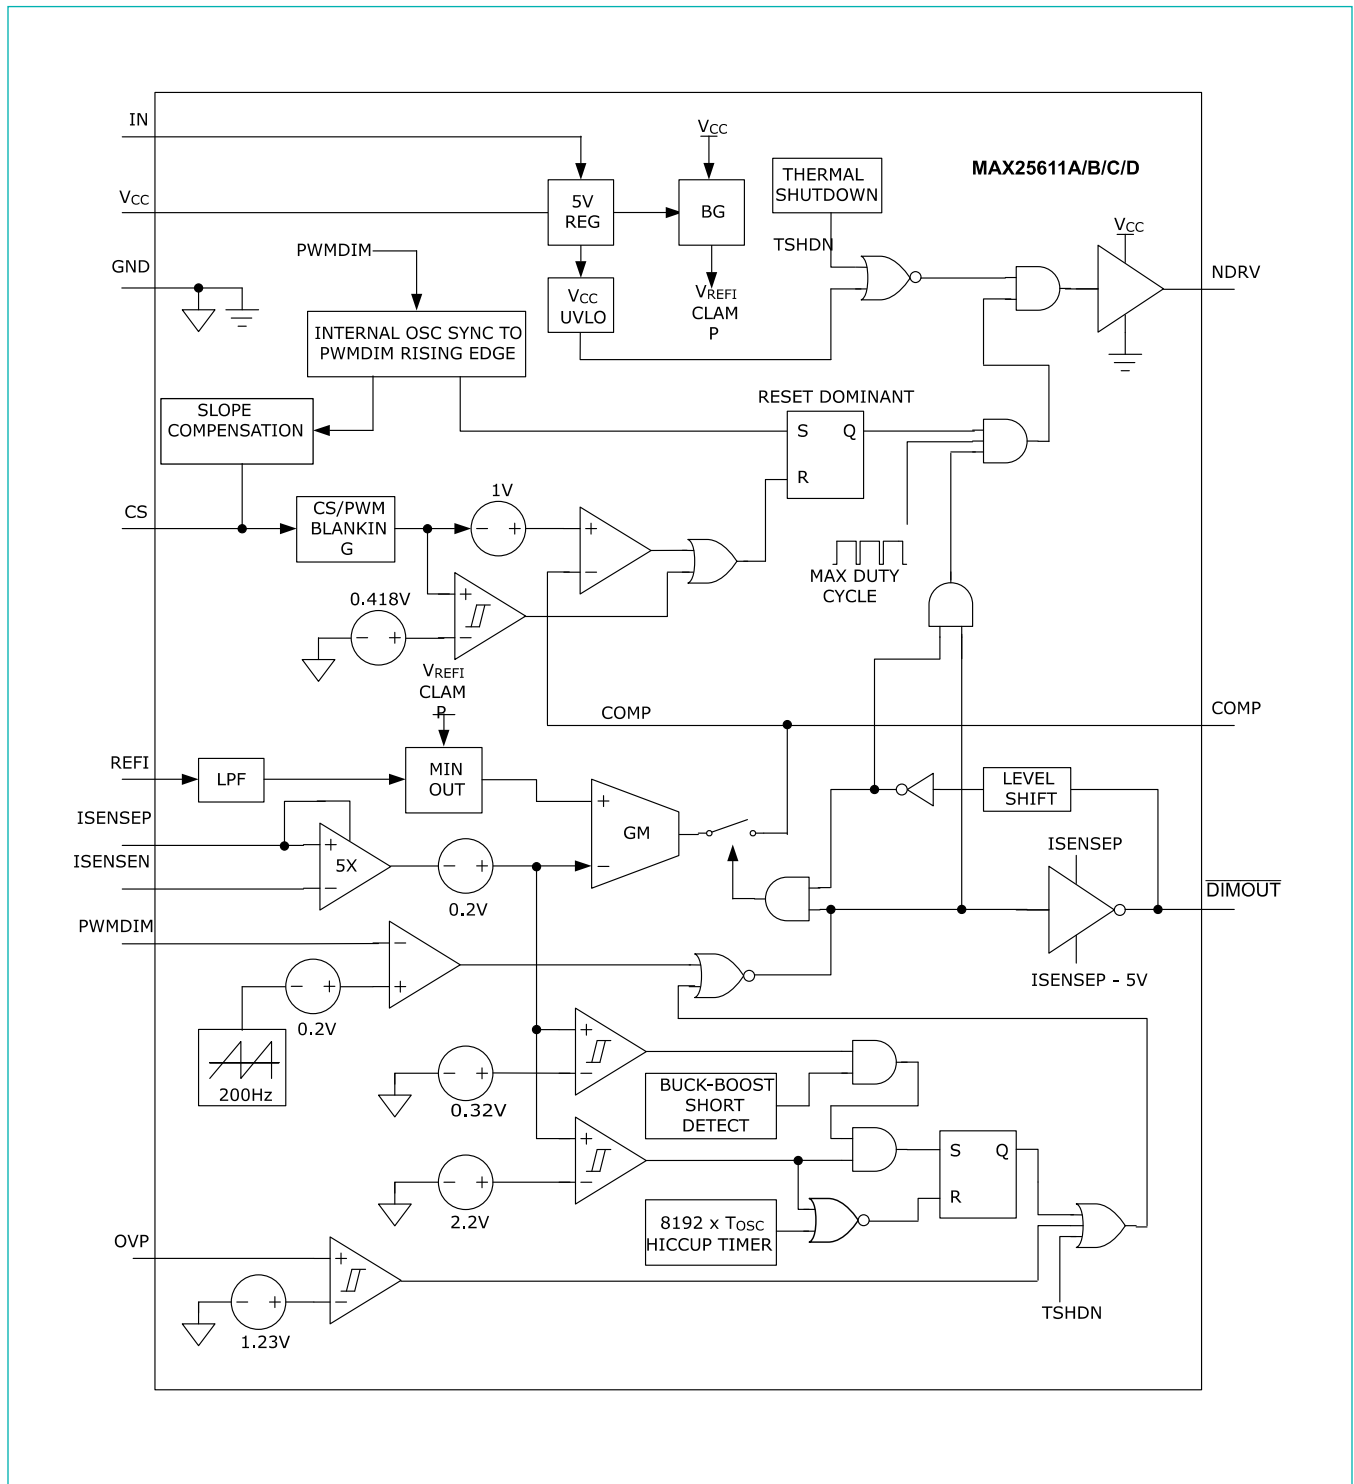 IN
VCC
MAX25611A/B/C/D
THERMAL
SHUTDOWN
VCC
5V
REG
BG
VCC
TSHDN
PWMDIM
GND
NDRV
VCC
UVLO
VREFI
CLAM
P
INTERNAL OSC SYNC TO
PWMDIM RISING EDGE
SLOPE
COMPENSATION
RESET DOMINANT
S
Q
R
1V
CS
CS/PWM
BLANKIN
G
− +
+
−
MAX DUTY
CYCLE
0.418V
− +
+
−
VREFI
CLAM
P
COMP
COMP
REFI
LPF
MIN
OUT
LEVEL
SHIFT
ISENSEP
+
GM
−
ISENSEP
ISENSEN
+
5X
−
− +
0.2V
DIMOUT
PWMDIM
−
+
ISENSEP - 5V
− +
0.2V
200Hz
+
−
− +
0.32V
BUCK-BOOST
SHORT
DETECT
+
−
− +
2.2V
S
Q
R
8192 x TOSC
HICCUP TIMER
OVP
+
−
− +
1.23V
TSHDN